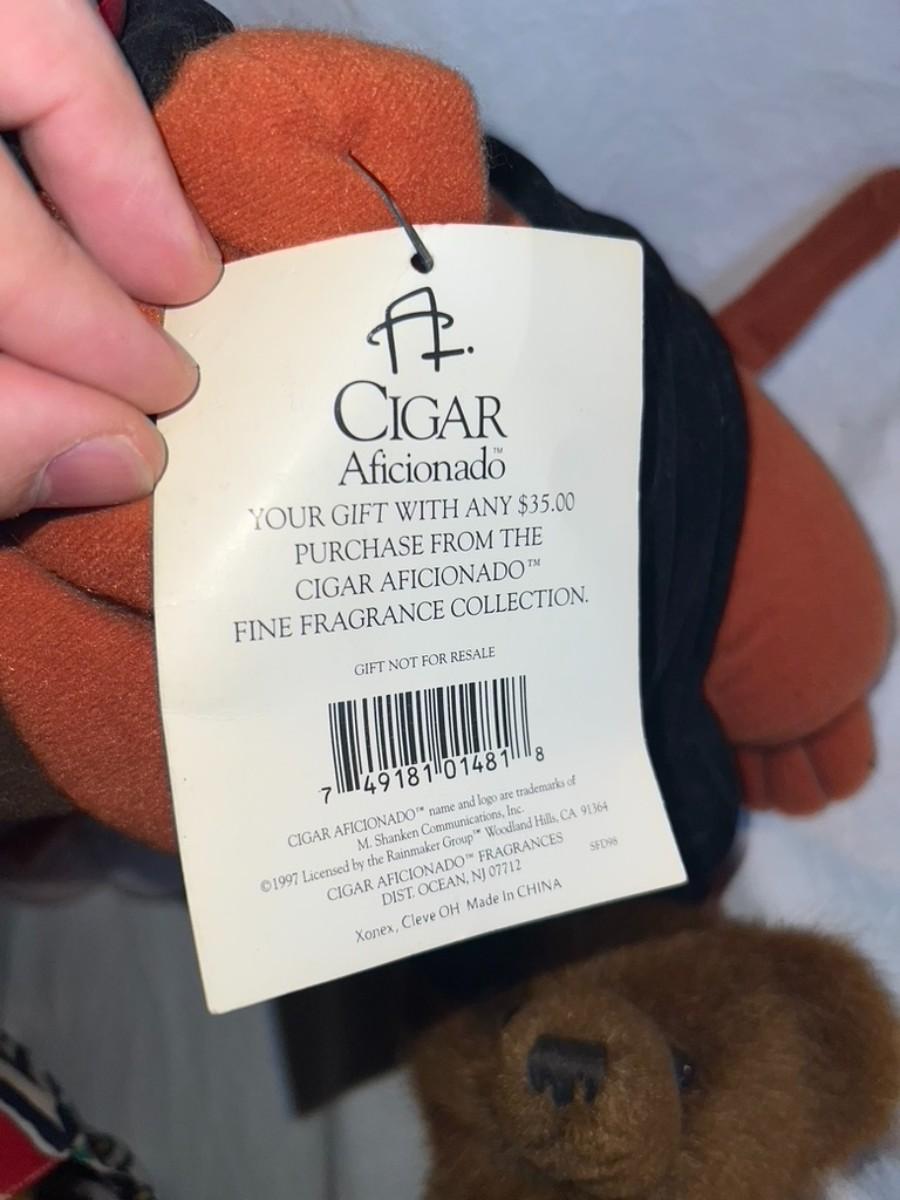 A.
CIGAR
Aficionado™
YOUR GIFT WITH ANY $35.00
PURCHASE FROM THE
CIGAR AFICIONADO™
FINE FRAGRANCE COLLECTION.
GIFT NOT FOR RESALE
7 49181 01481 8
CIGAR AFICIONADO™ name and logo are trademarks of
M. Shanken Communications, Inc.
©1997 Licensed by the Rainmaker Group™ Woodland Hills, CA 91364
CIGAR AFICIONADO™ FRAGRANCES
SFD98
DIST. OCEAN, NJ 07712
Xonex, Cleve OH Made In CHINA